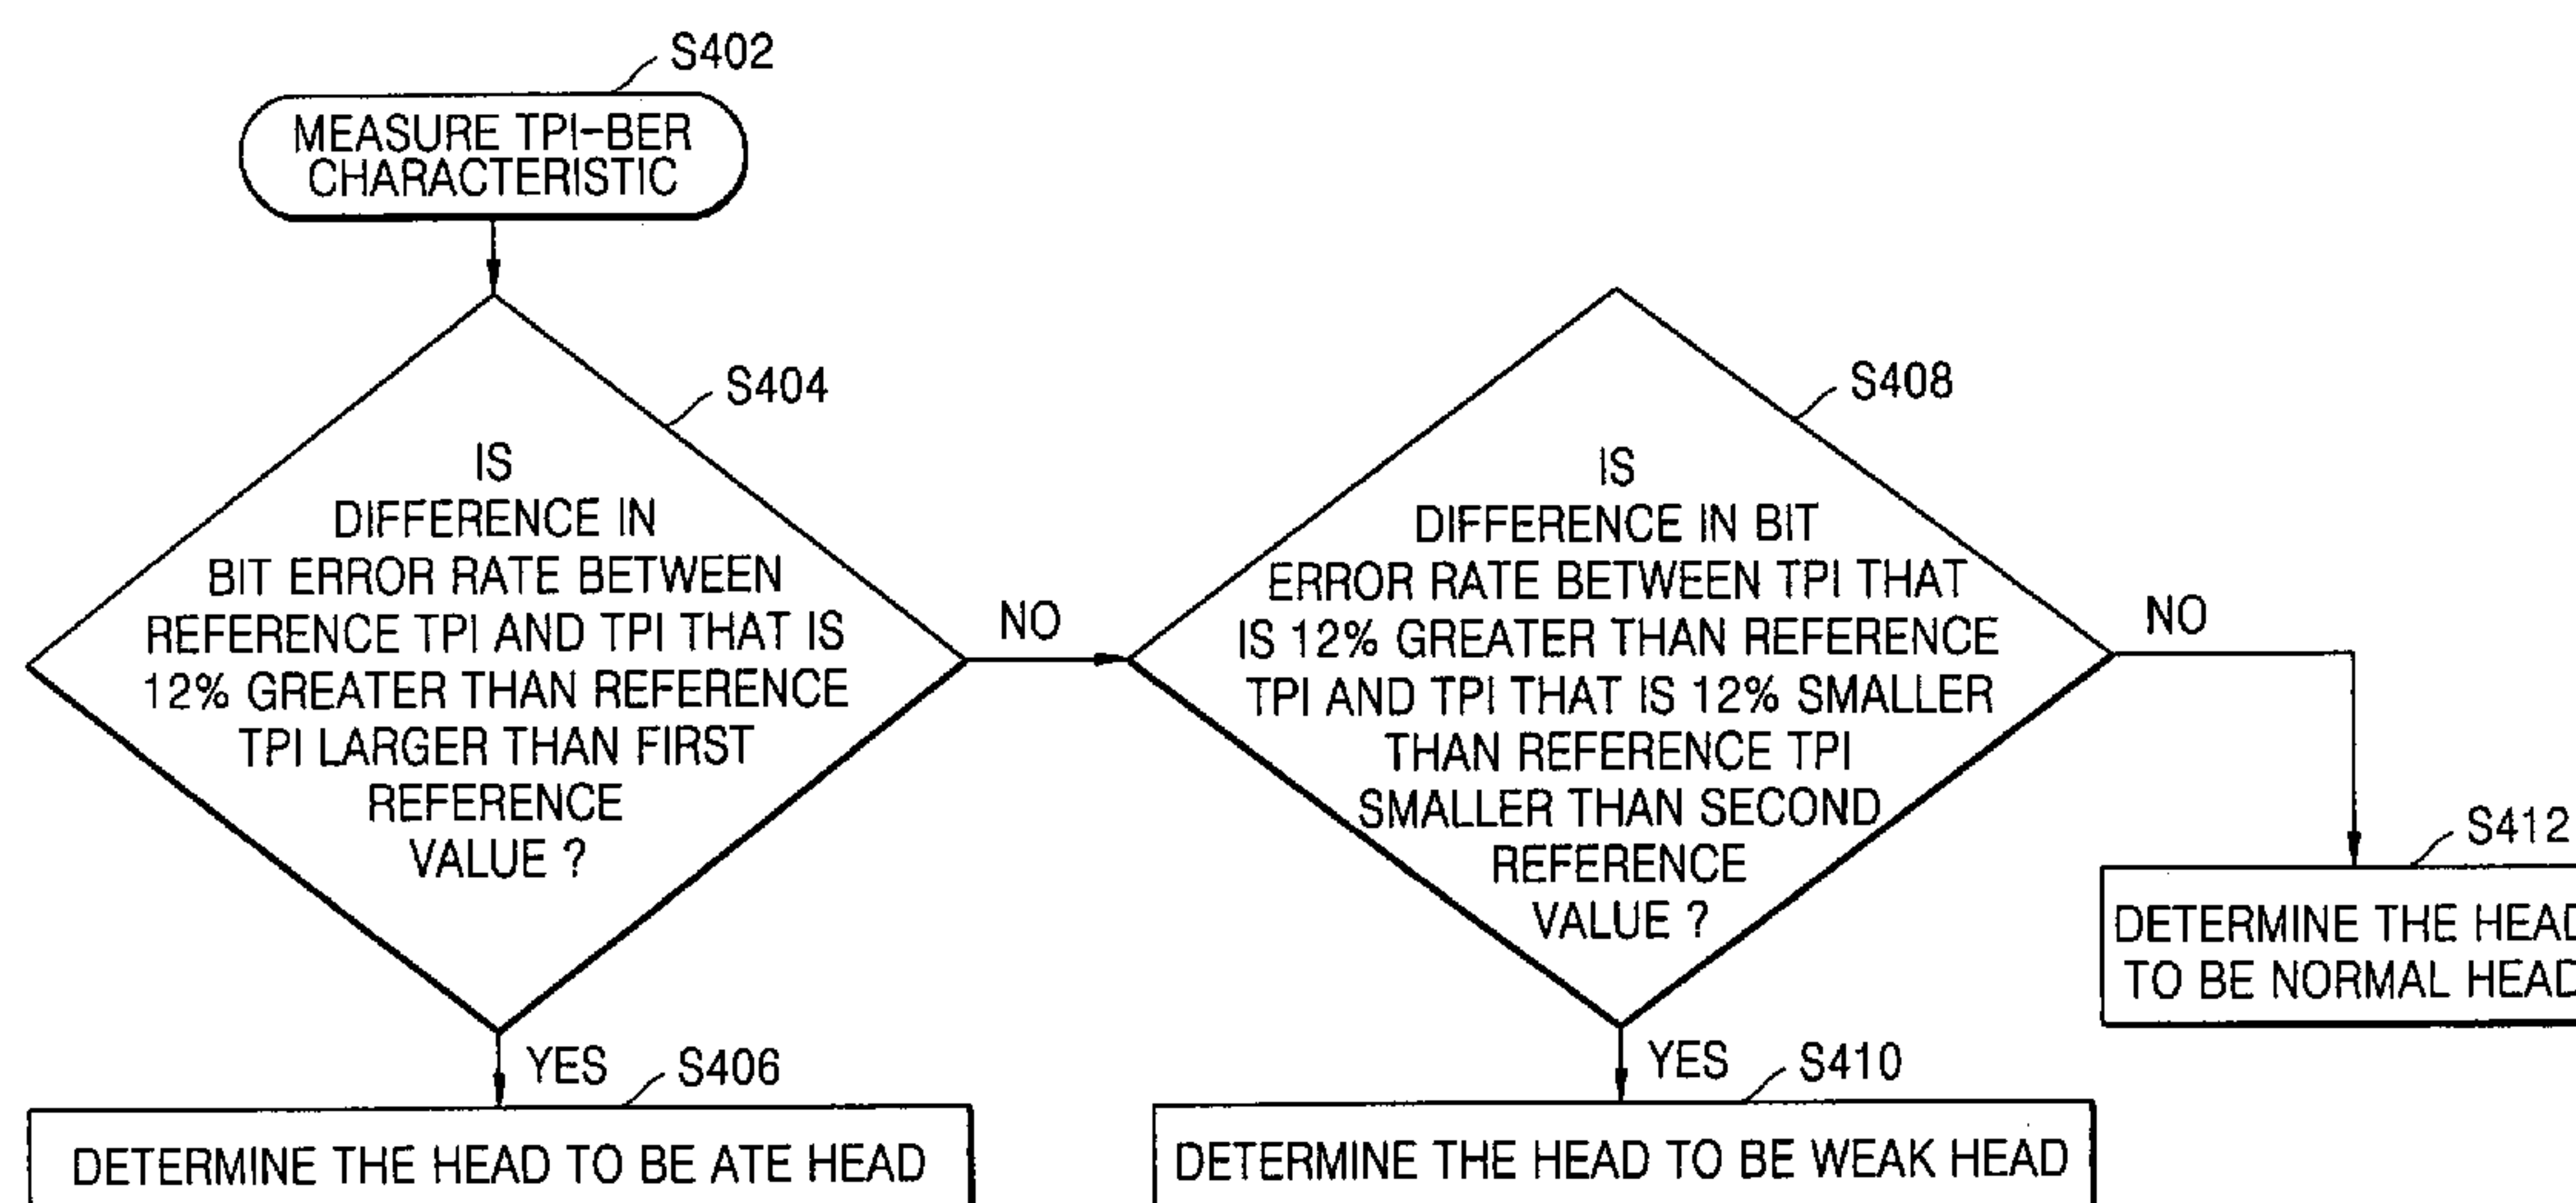 S402
MEASURE TPI-BER
CHARACTERISTIC
S404
IS
DIFFERENCE IN
BIT ERROR RATE BETWEEN
REFERENCE TPI AND TPI THAT IS
12% GREATER THAN REFERENCE
TPI LARGER THAN FIRST
REFERENCE
VALUE ?
NO
YES
S406
DETERMINE THE HEAD TO BE ATE HEAD
S408
IS
DIFFERENCE IN BIT
ERROR RATE BETWEEN TPI THAT
IS 12% GREATER THAN REFERENCE
TPI AND TPI THAT IS 12% SMALLER
THAN REFERENCE TPI
SMALLER THAN SECOND
REFERENCE
VALUE ?
NO
YES
S410
DETERMINE THE HEAD TO BE WEAK HEAD
S412
DETERMINE THE HEAD
TO BE NORMAL HEAD